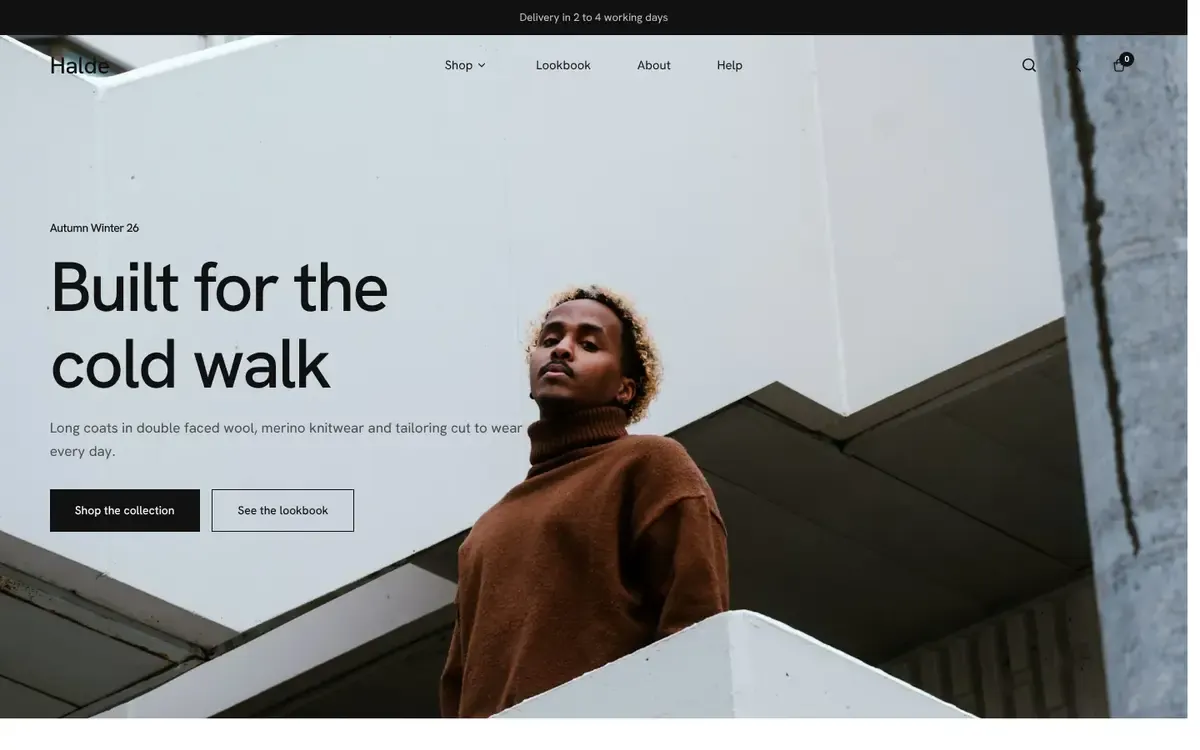 Delivery in 2 to 4 working days
Halde
Shop
Lookbook
About
Help
0
Autumn Winter 26
Built for the
cold walk
Long coats in double faced wool, merino knitwear and tailoring cut to wear
every day.
Shop the collection
See the lookbook